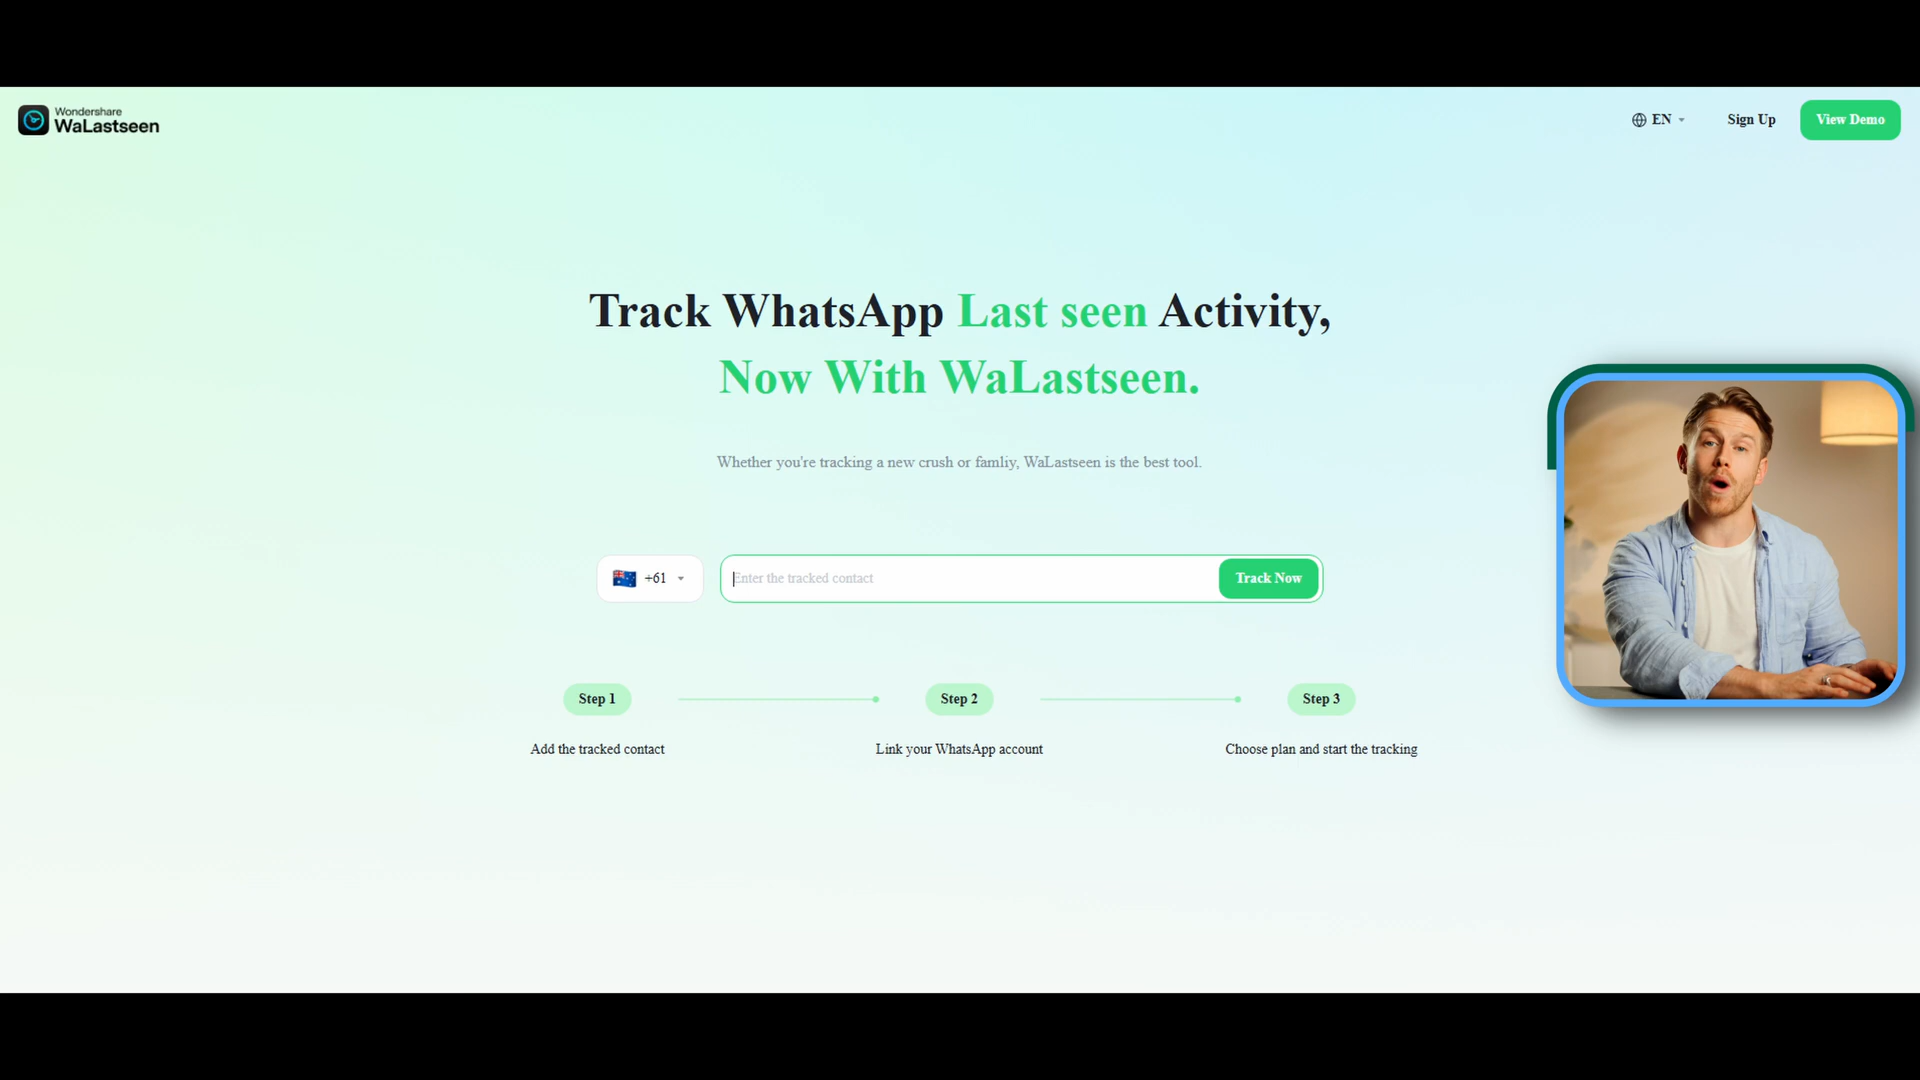 Wondershare
WaLastseen
EN
Sign Up
View Demo
Track WhatsApp Last seen Activity,
Now With WaLastseen.
Whether you're tracking a new crush or famliy, WaLastseen is the best tool.
+61
Enter the tracked contact
Track Now
Step 1
Step 2
Step 3
Add the tracked contact
Link your WhatsApp account
Choose plan and start the tracking